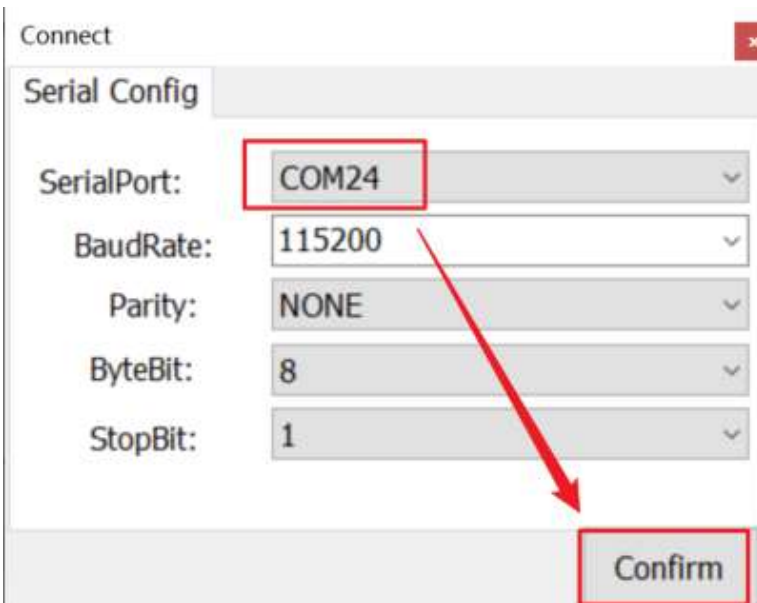 Connect
Serial Config
SerialPort: COM24
BaudRate: 115200
Parity: NONE
ByteBit: 8
StopBit: 1
Confirm